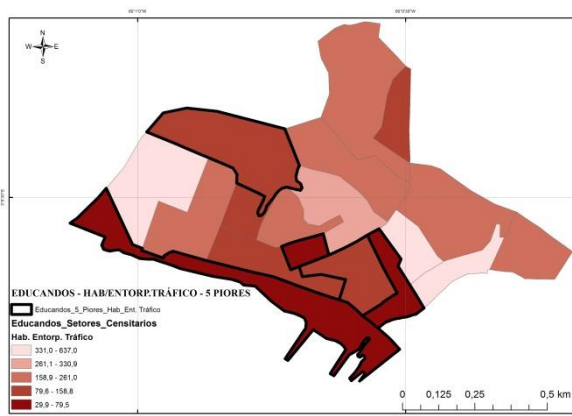 N
W E
S
EDUCANDOS - HAB/ENTORP.TRÁFICO - 5 PIORES
Educandos_5_Piores_Hab_Ent. Tráfico
Educandos_Setores_Censitarios
Hab. Entorp. Tráfico
331,0 - 637,0
261,1 - 330,9
158,9 - 261,0
79,6 - 158,8
29,9 - 79,5
0 0,125 0,25 0,5 km